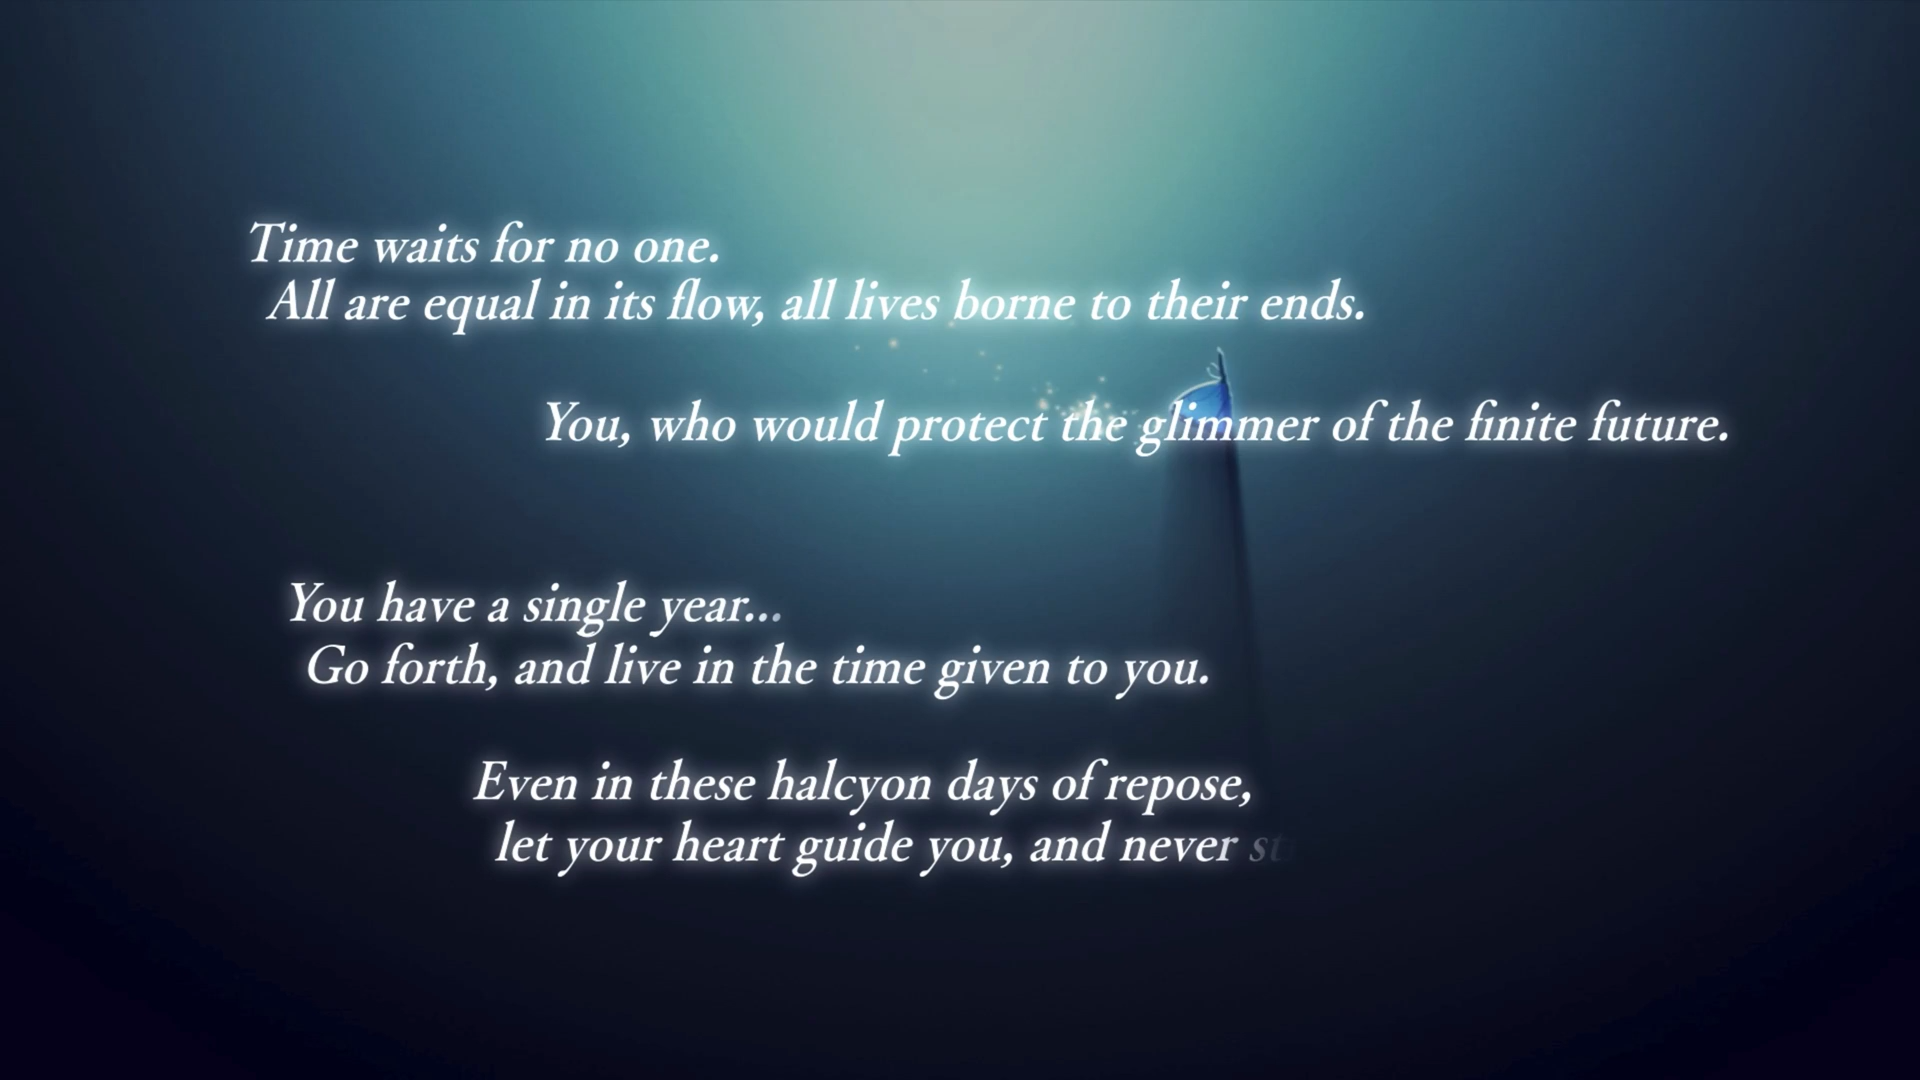 Time waits for no one.
All are equal in its flow, all lives borne to their ends.
You, who would protect the glimmer of the finite future.
You have a single year...
Go forth, and live in the time given to you.
Even in these halcyon days of repose,
let your heart guide you, and never